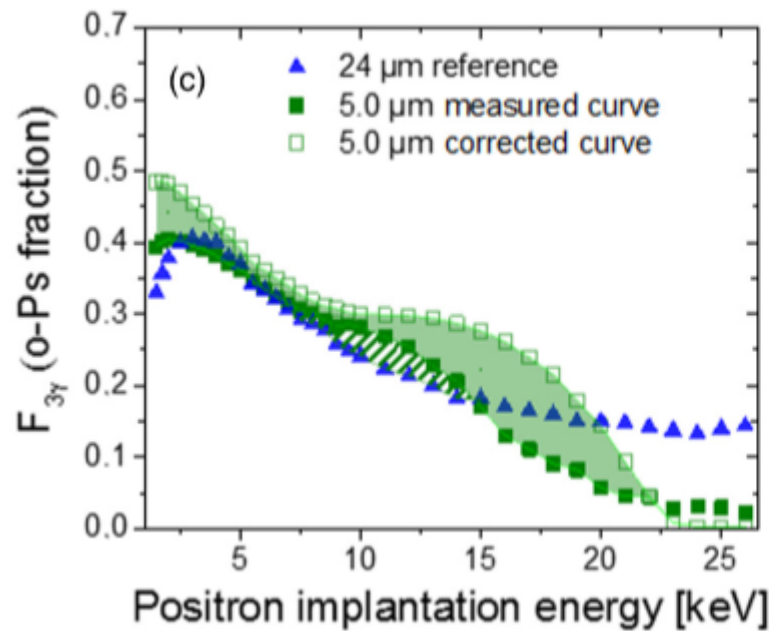 0.7
0.6
0.5
0.4
0.3
0.2
0.1
0.0
F3γ (o-Ps fraction)
(c)
24 μm reference
5.0 μm measured curve
5.0 μm corrected curve
5 10 15 20 25
Positron implantation energy [keV]